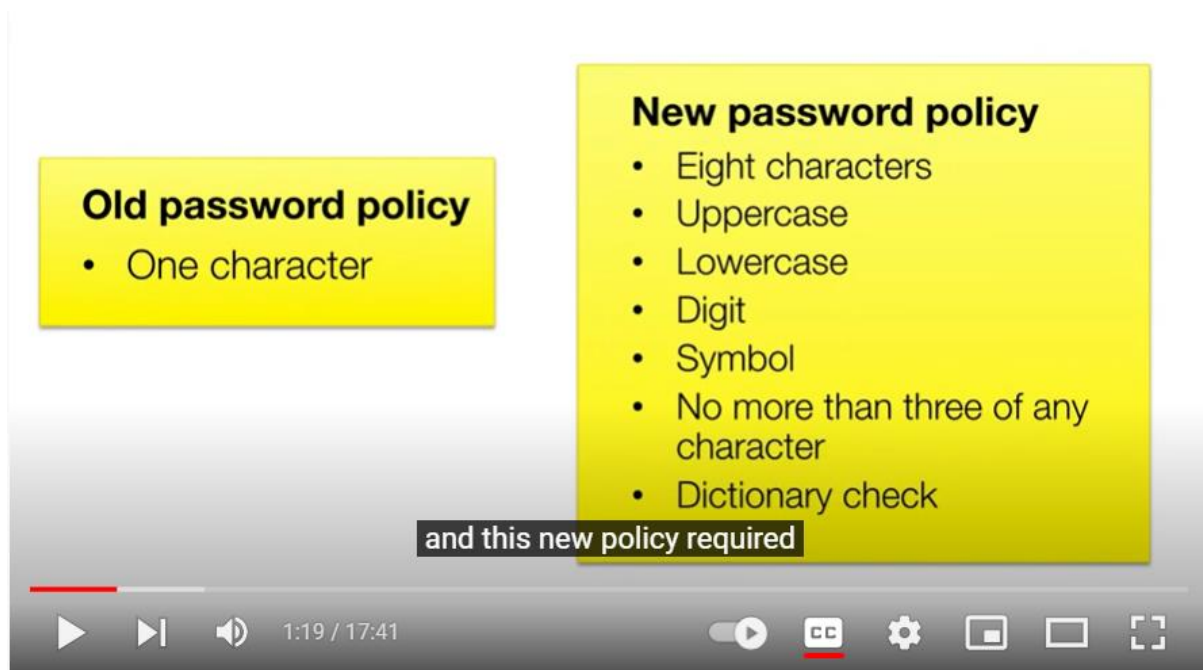 Old password policy
• One character
New password policy
• Eight characters
• Uppercase
• Lowercase
• Digit
• Symbol
• No more than three of any
character
• Dictionary check
and this new policy required
1:19 / 17:41
CC